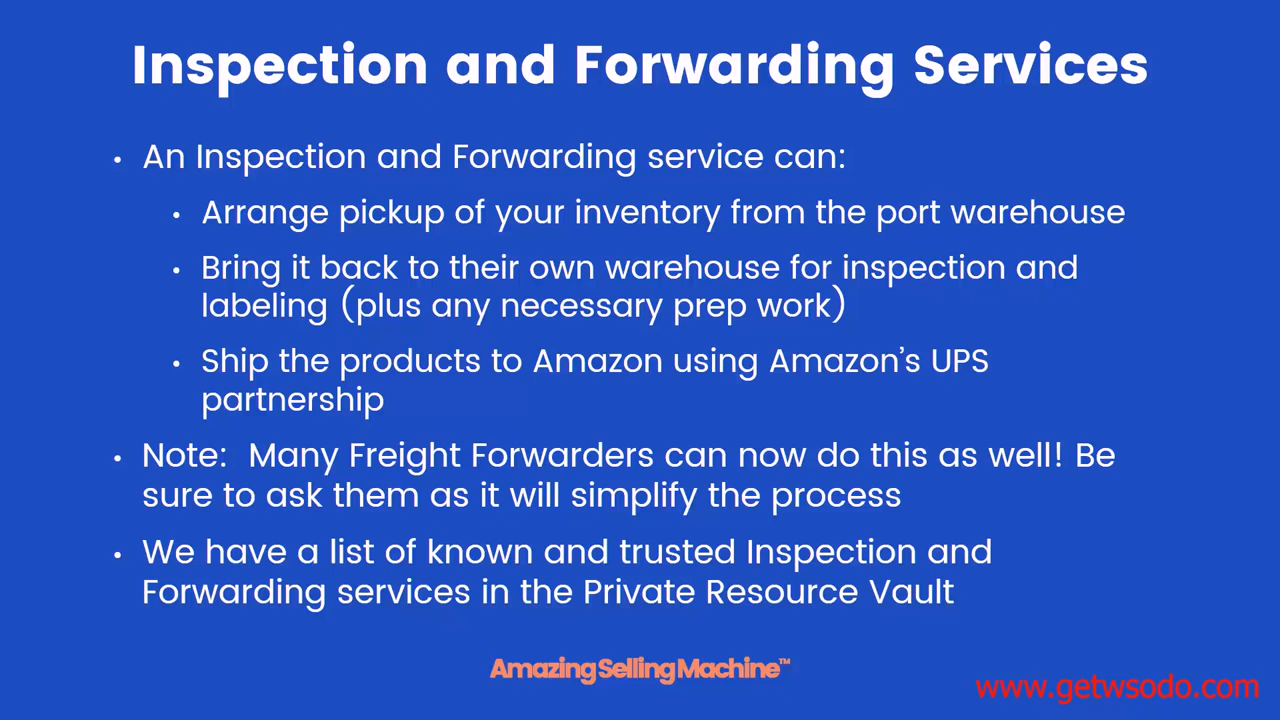 Inspection and Forwarding Services
• An Inspection and Forwarding service can:
• Arrange pickup of your inventory from the port warehouse
• Bring it back to their own warehouse for inspection and
labeling (plus any necessary prep work)
• Ship the products to Amazon using Amazon’s UPS
partnership
• Note:  Many Freight Forwarders can now do this as well! Be
sure to ask them as it will simplify the process
• We have a list of known and trusted Inspection and
Forwarding services in the Private Resource Vault
AmazingSellingMachine™
www.getwsodo.com